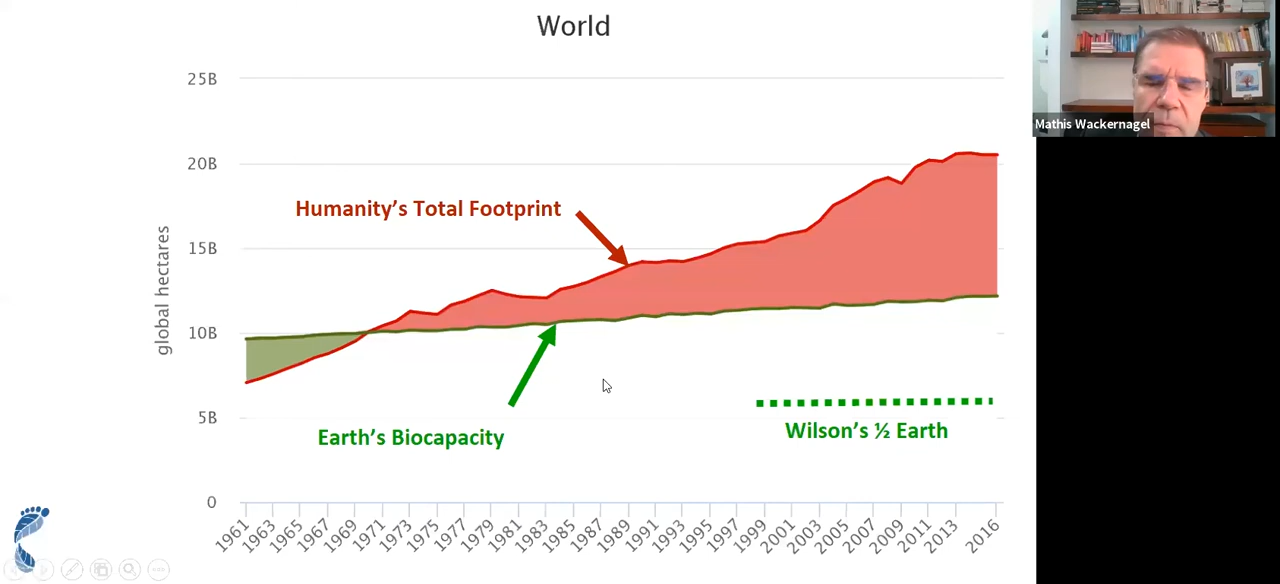 World
Mathis Wackernagel
25B
20B
Humanity’s Total Footprint
15B
global hectares
10B
5B
Earth’s Biocapacity
Wilson’s ½ Earth
0
1961 1963 1965 1967 1969 1971 1973 1975 1977 1979 1981 1983 1985 1987 1989 1991 1993 1995 1997 1999 2001 2003 2005 2007 2009 2011 2013 2016